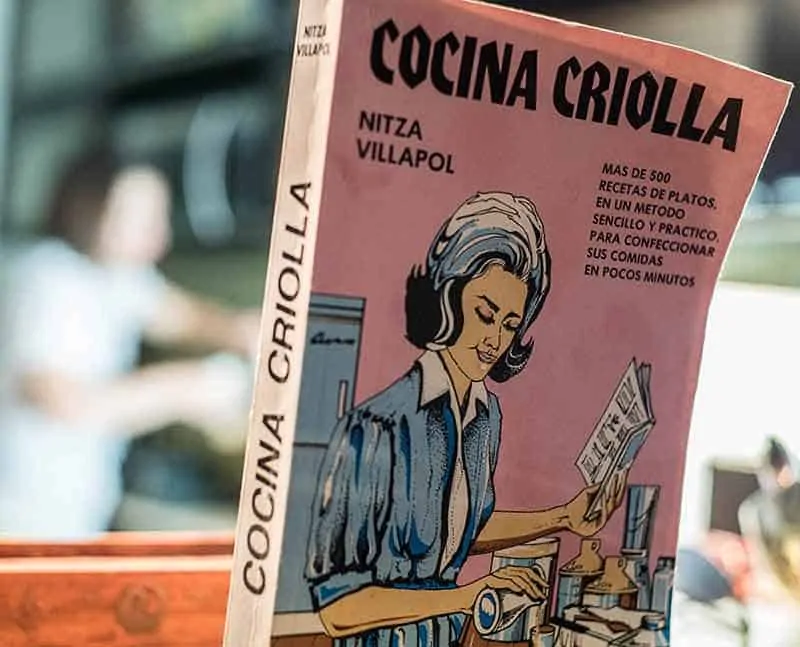 NITZA
VILLAPOL
COCINA CRIOLLA
COCINA CRIOLLA
NITZA
VILLAPOL
MAS DE 500
RECETAS DE PLATOS,
EN UN METODO
SENCILLO Y PRACTICO,
PARA CONFECCIONAR
SUS COMIDAS
EN POCOS MINUTOS